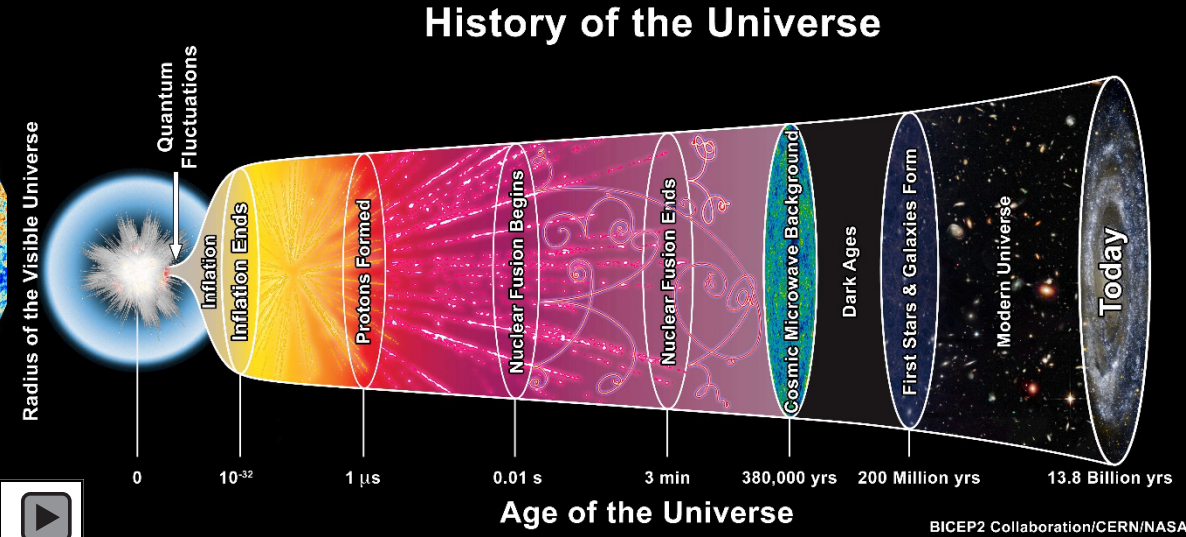 History of the Universe
Radius of the Visible Universe
Quantum
Fluctuations
Inflation
Inflation Ends
Protons Formed
Nuclear Fusion Begins
Nuclear Fusion Ends
Cosmic Microwave Background
Dark Ages
First Stars & Galaxies Form
Modern Universe
Today
0
10⁻³²
1 μs
0.01 s
3 min
380,000 yrs
200 Million yrs
13.8 Billion yrs
Age of the Universe
BICEP2 Collaboration/CERN/NASA